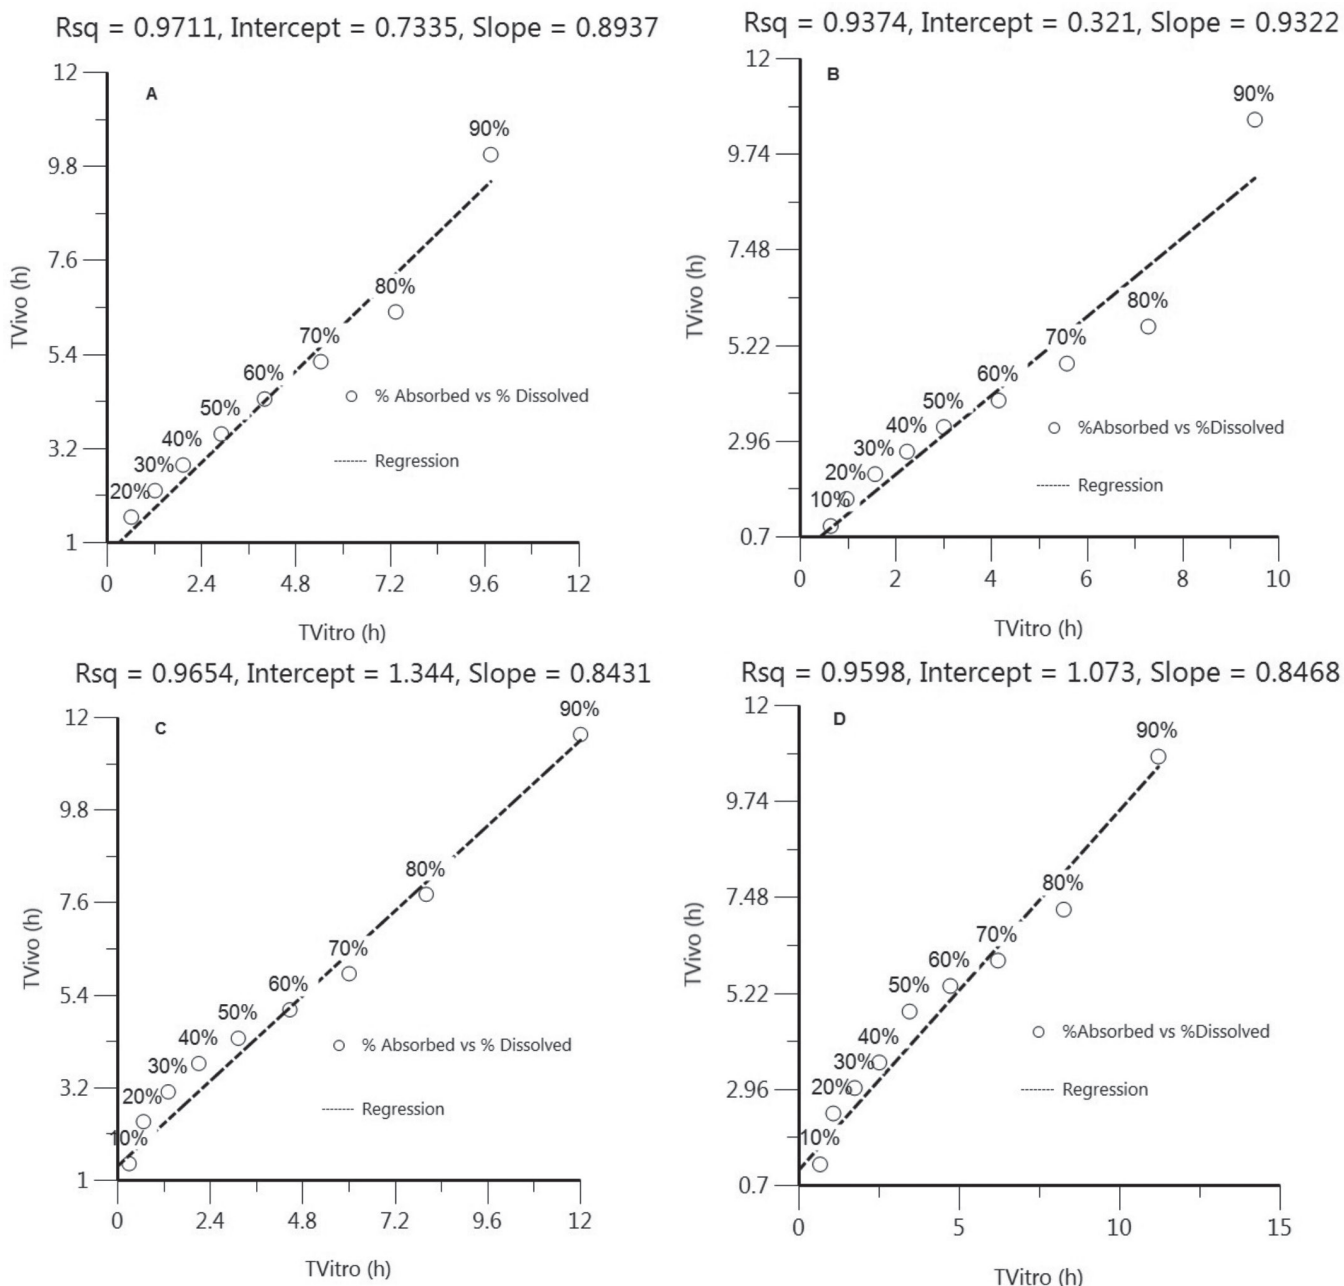 Rsq = 0.9711, Intercept = 0.7335, Slope = 0.8937
A
12
9.8
7.6
5.4
3.2
1
TVivo (h)
90%
80%
70%
60%
50%
40%
30%
20%
% Absorbed vs % Dissolved
Regression
0 2.4 4.8 7.2 9.6 12
TVitro (h)
Rsq = 0.9374, Intercept = 0.321, Slope = 0.9322
B
12
9.74
7.48
5.22
2.96
0.7
TVivo (h)
90%
80%
70%
60%
50%
40%
30%
20%
10%
%Absorbed vs %Dissolved
Regression
0 2 4 6 8 10
TVitro (h)
Rsq = 0.9654, Intercept = 1.344, Slope = 0.8431
C
12
9.8
7.6
5.4
3.2
1
TVivo (h)
90%
80%
70%
60%
50%
40%
30%
20%
10%
% Absorbed vs % Dissolved
Regression
0 2.4 4.8 7.2 9.6 12
TVitro (h)
Rsq = 0.9598, Intercept = 1.073, Slope = 0.8468
D
12
9.74
7.48
5.22
2.96
0.7
TVivo (h)
90%
80%
70%
60%
50%
40%
30%
20%
10%
%Absorbed vs %Dissolved
Regression
0 5 10 15
TVitro (h)